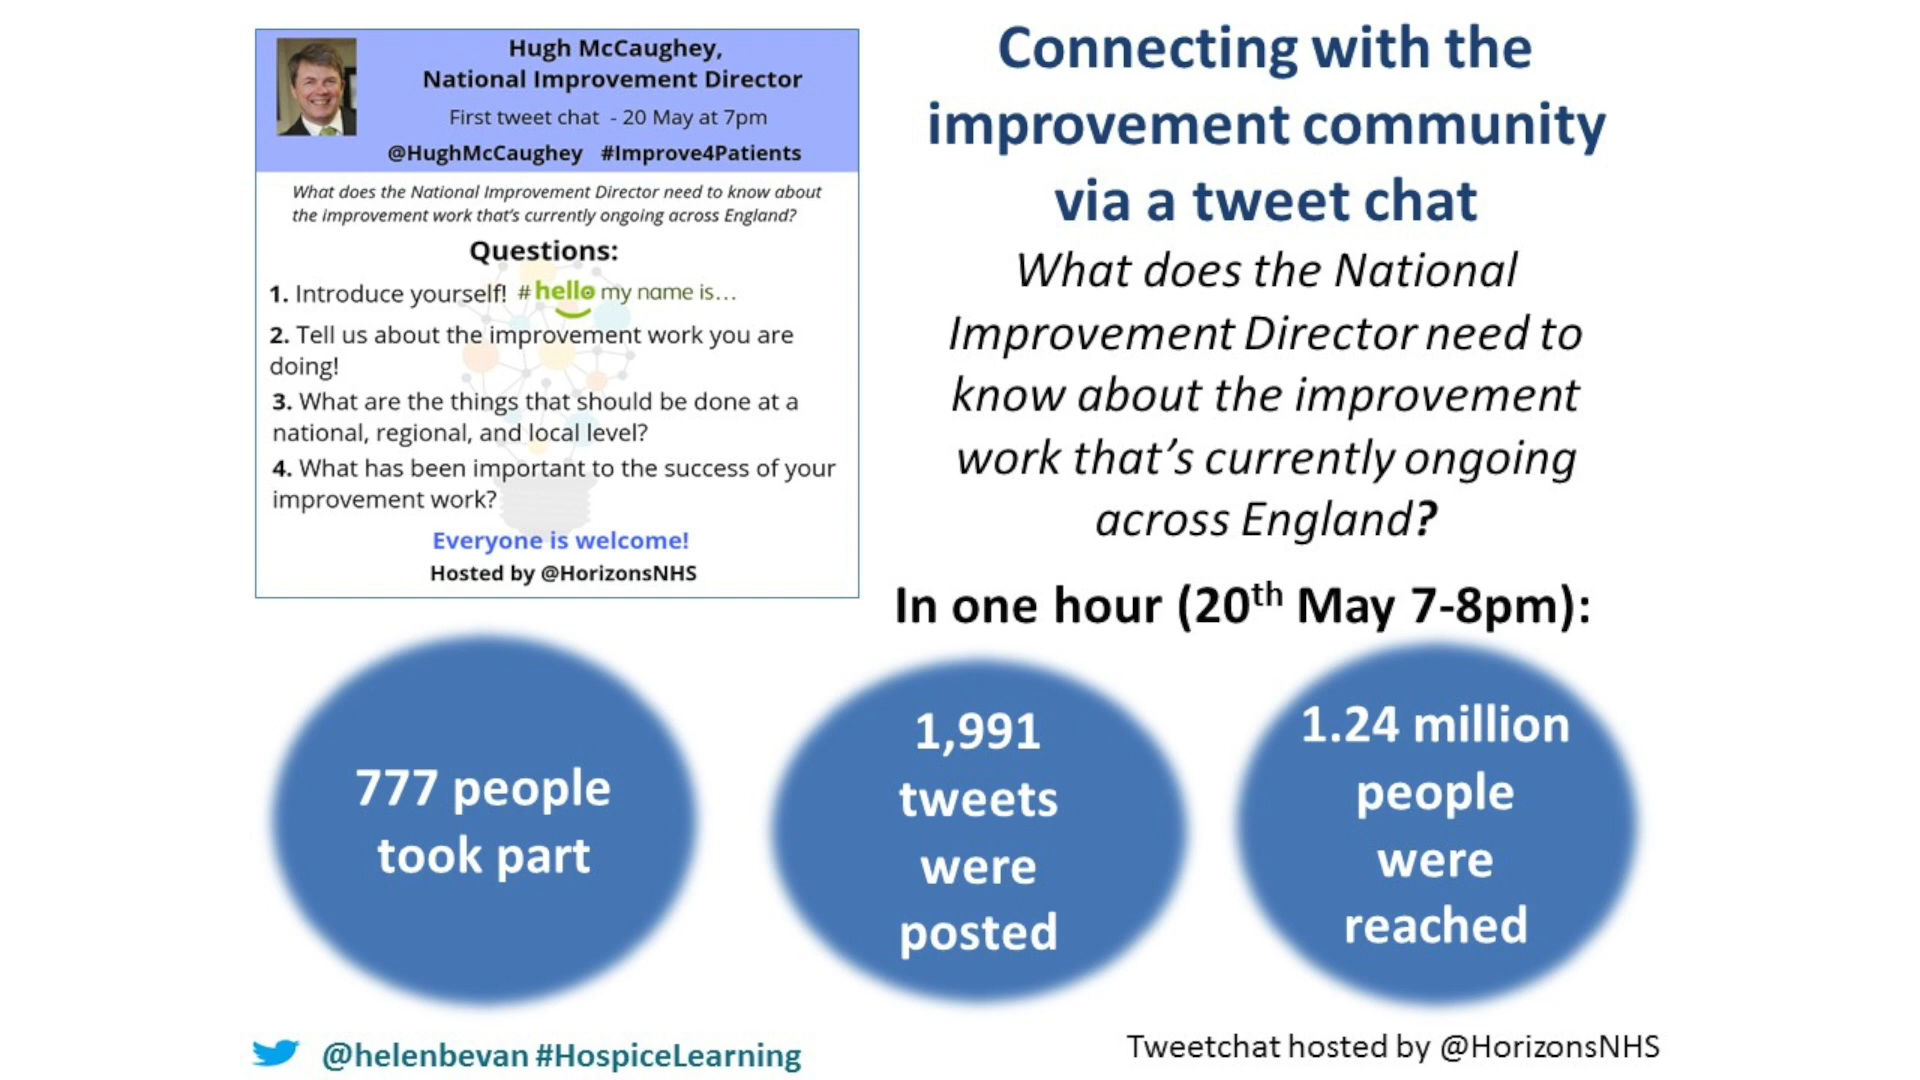 Hugh McCaughey,
National Improvement Director
First tweet chat - 20 May at 7pm
@HughMcCaughey #Improve4Patients
What does the National Improvement Director need to know about
the improvement work that's currently ongoing across England?
Questions:
1. Introduce yourself! #hello my name is...
2. Tell us about the improvement work you are
doing!
3. What are the things that should be done at a
national, regional, and local level?
4. What has been important to the success of your
improvement work?
Everyone is welcome!
Hosted by @HorizonsNHS
Connecting with the
improvement community
via a tweet chat
What does the National
Improvement Director need to
know about the improvement
work that's currently ongoing
across England?
In one hour (20th May 7-8pm):
777 people
took part
1,991
tweets
were
posted
1.24 million
people
were
reached
@helenbevan #HospiceLearning
Tweetchat hosted by @HorizonsNHS